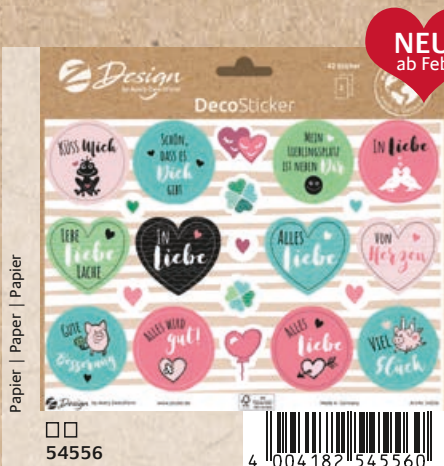 NEU
ab Feb
Z Design
by Avery Zweckform
42 Sticker
DecoSticker
KÜSS Mich
SCHÖN,
DASS ES
Dich
GIBT
MEIN
LIEBLINGSPLATZ
IST NEBEN Dir
IN Liebe
LEBE
Liebe
LACHE
IN
Liebe
ALLES
Liebe
VON
Herzen
GUTE
Besserung
ALLES WIRD
gut!
ALLES
Liebe
VIEL
Glück
Z Design
Made in Germany
Papier | Paper | Papier
54556
4 004182 545560